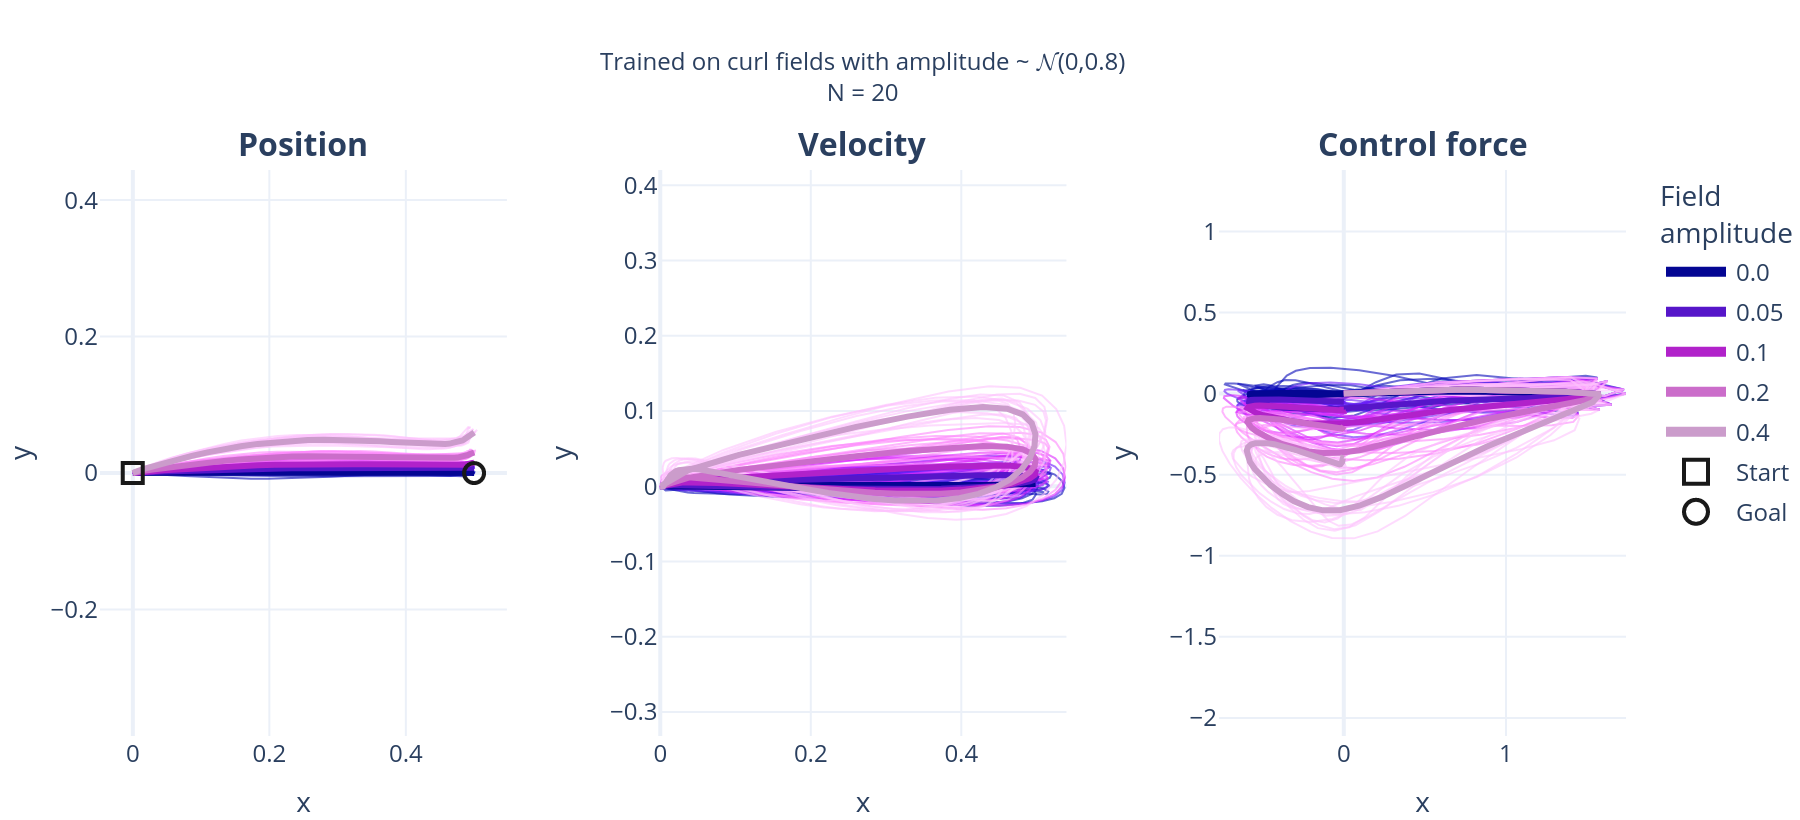 Trained on curl fields with amplitude ~ 𝒩(0,0.8)
N = 20
Position
Velocity
Control force
0.4
0.2
0
−0.2
y
0
0.2
0.4
x
0.4
0.3
0.2
0.1
0
−0.1
−0.2
−0.3
y
0
0.2
0.4
x
1
0.5
0
−0.5
−1
−1.5
−2
y
0
1
x
Field
amplitude
0.0
0.05
0.1
0.2
0.4
Start
Goal